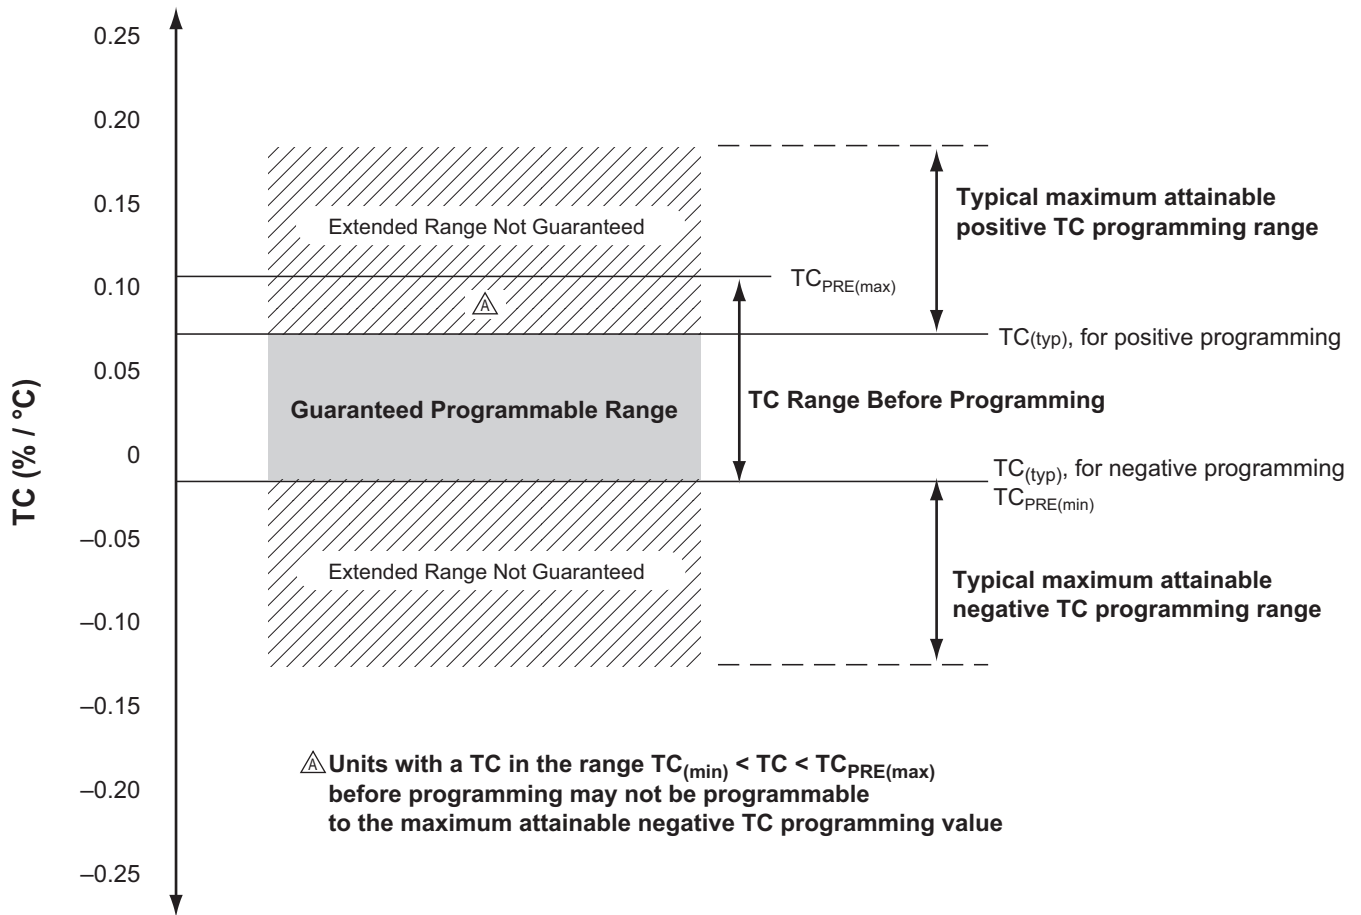 0.25
0.20
0.15
0.10
0.05
0
–0.05
–0.10
–0.15
–0.20
–0.25
TC (% / °C)
Extended Range Not Guaranteed
A
Guaranteed Programmable Range
Extended Range Not Guaranteed
Typical maximum attainable
positive TC programming range
TCPRE(max)
TC(typ), for positive programming
TC Range Before Programming
TC(typ), for negative programming
TCPRE(min)
Typical maximum attainable
negative TC programming range
A Units with a TC in the range TC(min) < TC < TCPRE(max)
before programming may not be programmable
to the maximum attainable negative TC programming value